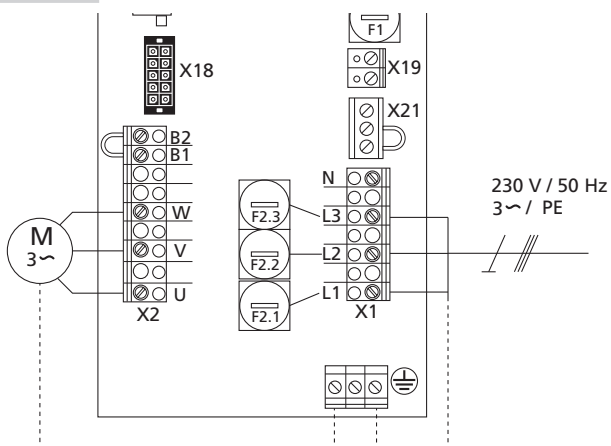 F1
X18
X19
X21
B2
B1
N
230 V / 50 Hz
3~ / PE
W
F2.3
L3
M
3~
V
F2.2
L2
U
F2.1
L1
X2
X1